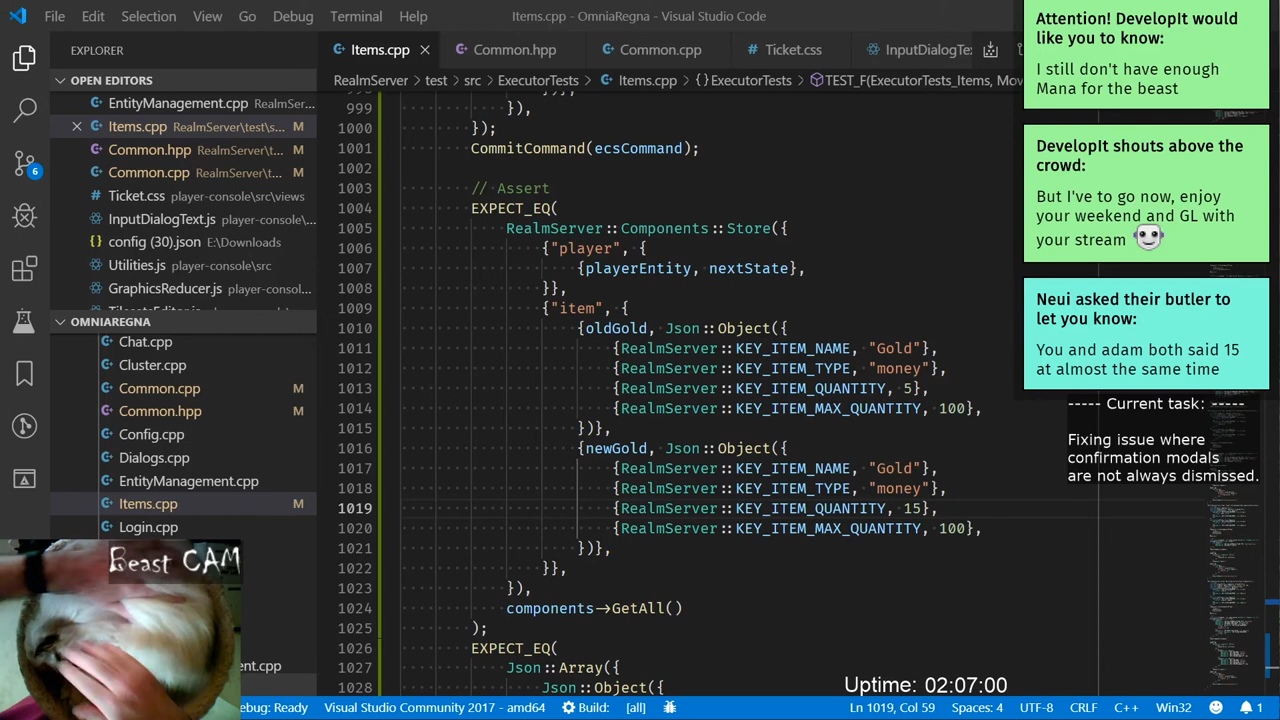 File Edit Selection View Go Debug Terminal Help
Items.cpp - OmniaRegna - Visual Studio Code
EXPLORER
OPEN EDITORS
EntityManagement.cpp RealmSer...
Items.cpp RealmServer\test\s... M
Common.hpp RealmServer\t... M
Common.cpp RealmServer\t... M
Ticket.css player-console\src\views
InputDialogText.js player-conso...
config (30).json E:\Downloads
Utilities.js player-console\src
GraphicsReducer.js player-consol...
6
OMNIAREGNA
Chat.cpp
Cluster.cpp
Common.cpp M
Common.hpp M
Config.cpp
Dialogs.cpp
EntityManagement.cpp
Items.cpp M
Login.cpp
ent.cpp
Beast CAM
Items.cpp Common.hpp Common.cpp Ticket.css InputDialogTe
RealmServer > test > src > ExecutorTests > Items.cpp > {} ExecutorTests > TEST_F(ExecutorTests_Items, Mov
999 }),
1000 });
1001 CommitCommand(ecsCommand);
1002
1003 // Assert
1004 EXPECT_EQ(
1005 RealmServer::Components::Store({
1006 {"player", {
1007 {playerEntity, nextState},
1008 }},
1009 {"item", {
1010 {oldGold, Json::Object({
1011 {RealmServer::KEY_ITEM_NAME, "Gold"},
1012 {RealmServer::KEY_ITEM_TYPE, "money"},
1013 {RealmServer::KEY_ITEM_QUANTITY, 5},
1014 {RealmServer::KEY_ITEM_MAX_QUANTITY, 100},
1015 })}
1016 {newGold, Json::Object({
1017 {RealmServer::KEY_ITEM_NAME, "Gold"},
1018 {RealmServer::KEY_ITEM_TYPE, "money"},
1019 {RealmServer::KEY_ITEM_QUANTITY, 15},
1020 {RealmServer::KEY_ITEM_MAX_QUANTITY, 100},
1021 })},
1022 }},
1023 }),
1024 components->GetAll()
1025 );
1026 EXPECT_EQ(
1027 Json::Array({
1028 Json::Object({
Attention! DevelopIt would
like you to know:
I still don't have enough
Mana for the beast
DevelopIt shouts above the
crowd:
But I've to go now, enjoy
your weekend and GL with
your stream
Neui asked their butler to
let you know:
You and adam both said 15
at almost the same time
----- Current task: -----
Fixing issue where
confirmation modals
are not always dismissed.
Uptime: 02:07:00
ebug: Ready Visual Studio Community 2017 - amd64 Build: [all] Ln 1019, Col 59 Spaces: 4 UTF-8 CRLF C++ Win32 1